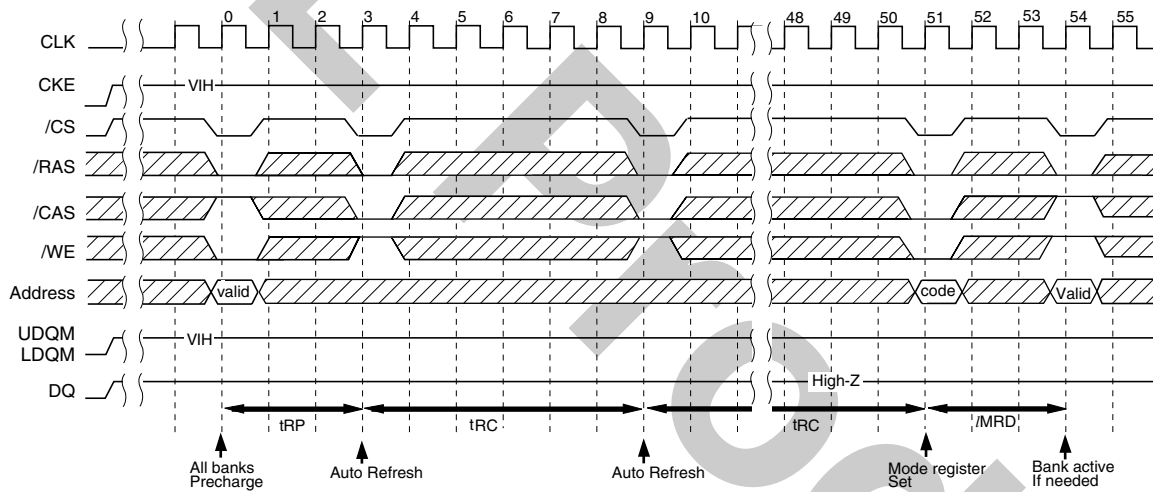 0 1 2 3 4 5 6 7 8 9 10 48 49 50 51 52 53 54 55
CLK
CKE VIH
/CS
/RAS
/CAS
/WE
Address valid code Valid
UDQM
LDQM VIH
DQ High-Z
tRP tRC tRC lMRD
All banks
Precharge
Auto Refresh
Auto Refresh
Mode register
Set
Bank active
If needed